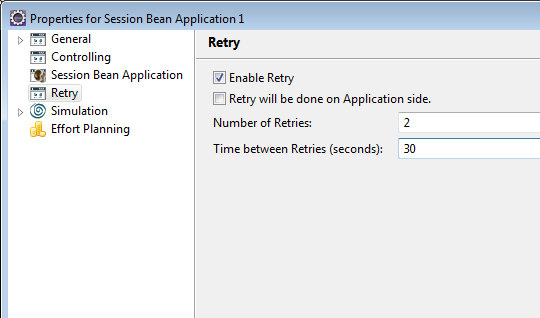 Properties for Session Bean Application 1
General
Controlling
Session Bean Application
Retry
Simulation
Effort Planning
Retry
Enable Retry
Retry will be done on Application side.
Number of Retries: 2
Time between Retries (seconds): 30